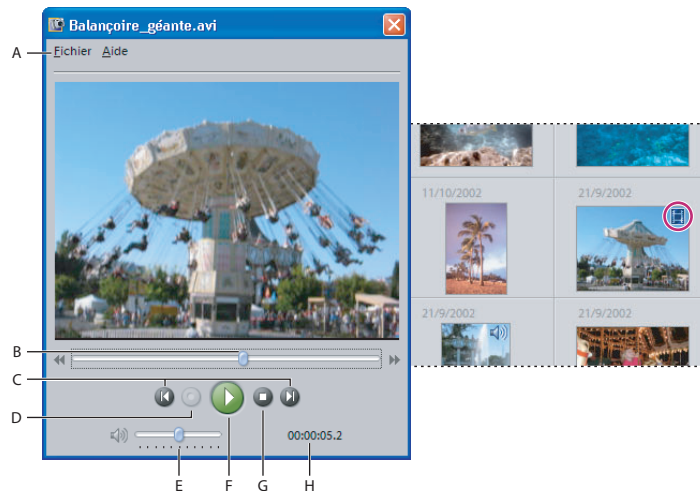 Balançoire_géante.avi
A
Fichier Aide
11/10/2002
21/9/2002
21/9/2002
21/9/2002
B
C
D
00:00:05.2
E
F
G
H